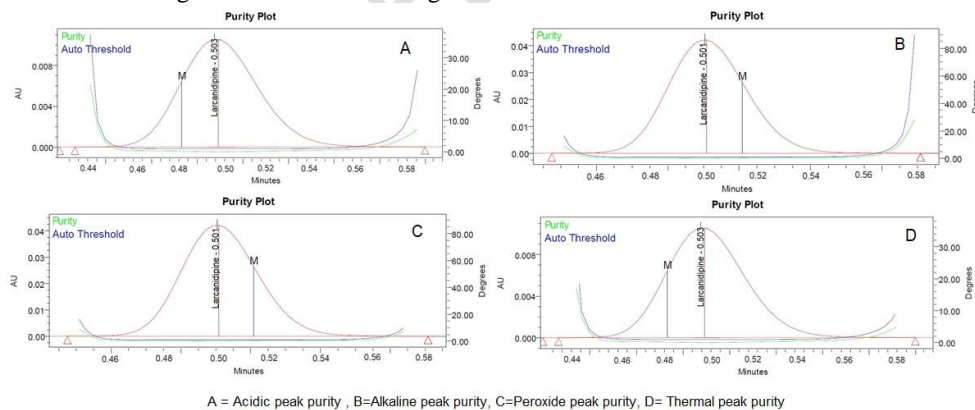 Purity Plot
Purity
Auto Threshold
A
M
Larcanidipine - 0.503
AU
0.008
0.004
0.000
30.00
20.00
10.00
0.00
Degrees
0.44 0.46 0.48 0.50 0.52 0.54 0.56 0.58
Minutes
Purity Plot
Purity
Auto Threshold
B
M
Larcanidipine - 0.501
AU
0.04
0.03
0.02
0.01
0.00
80.00
60.00
40.00
20.00
0.00
Degrees
0.46 0.48 0.50 0.52 0.54 0.56 0.58
Minutes
Purity Plot
Purity
Auto Threshold
C
M
Larcanidipine - 0.501
AU
0.04
0.03
0.02
0.01
0.00
80.00
60.00
40.00
20.00
0.00
Degrees
0.46 0.48 0.50 0.52 0.54 0.56 0.58
Minutes
Purity Plot
Purity
Auto Threshold
D
M
Larcanidipine - 0.503
AU
0.008
0.004
0.000
30.00
20.00
10.00
0.00
Degrees
0.44 0.46 0.48 0.50 0.52 0.54 0.56 0.58
Minutes
A = Acidic peak purity , B=Alkaline peak purity, C=Peroxide peak purity, D= Thermal peak purity